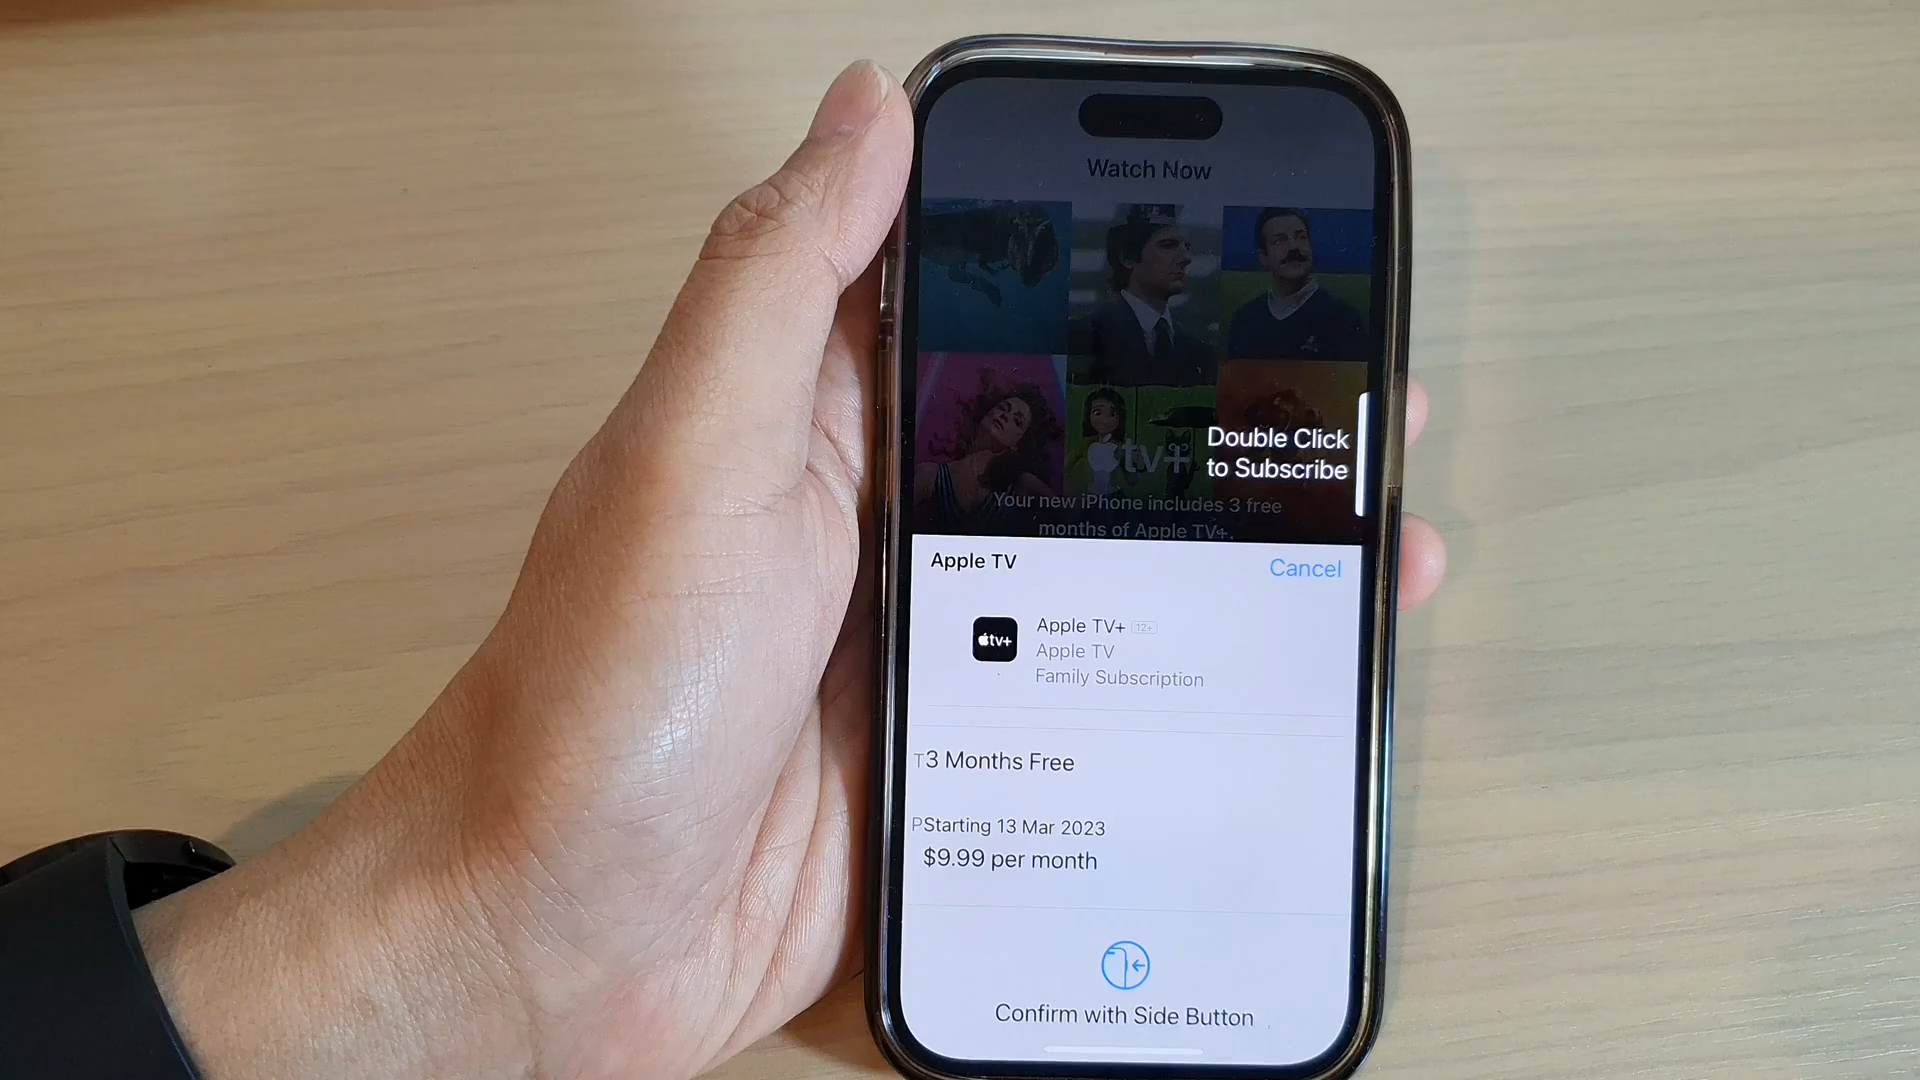 Watch Now
Double Click
to Subscribe
tv+
Your new iPhone includes 3 free
months of Apple TV+.
Apple TV
Cancel
tv+
Apple TV+ 12+
Apple TV
Family Subscription
T3 Months Free
PStarting 13 Mar 2023
$9.99 per month
Confirm with Side Button